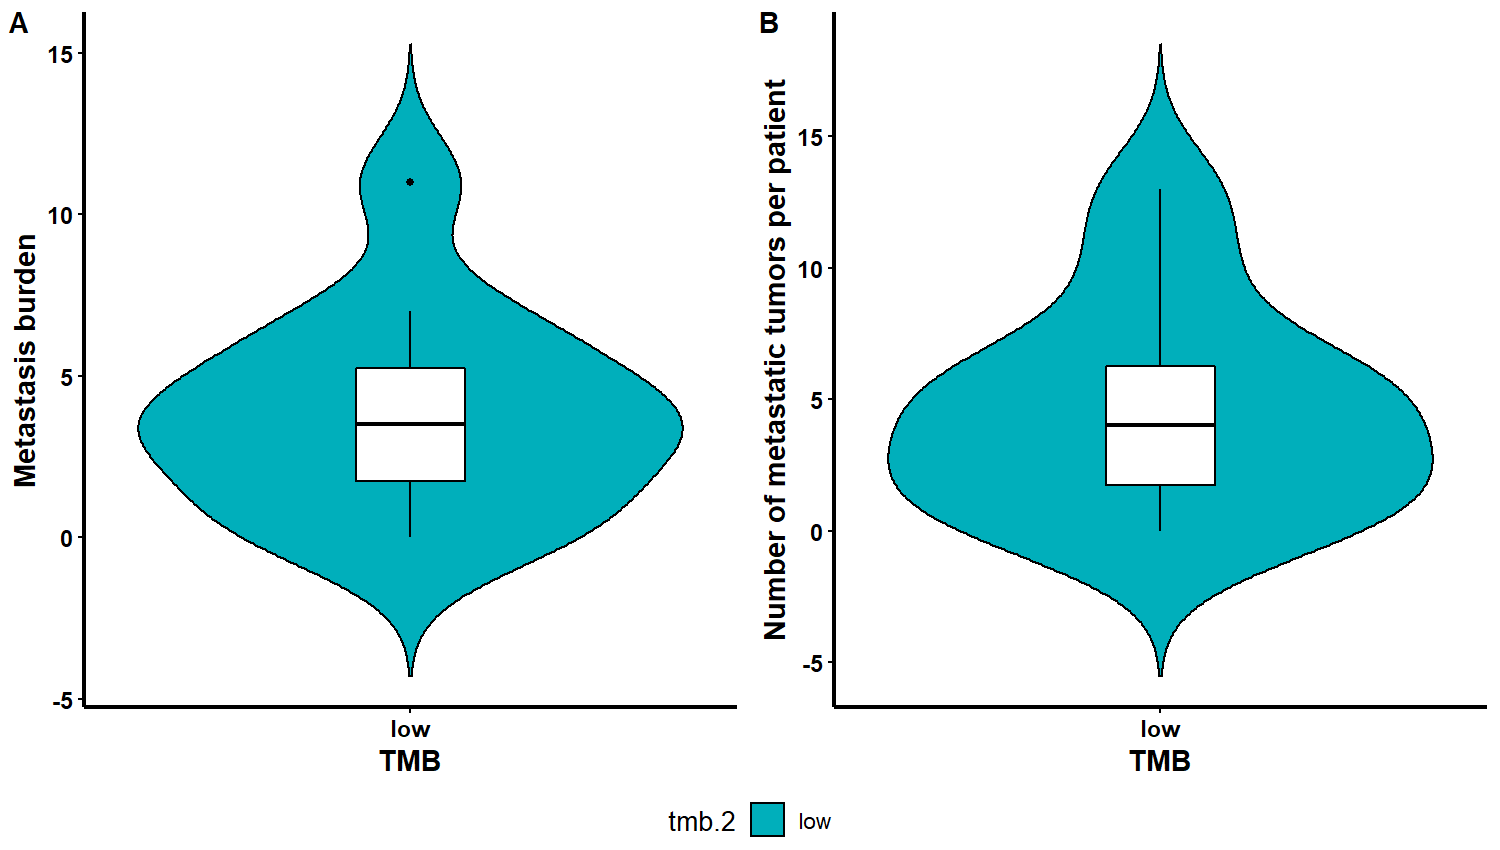 A
Metastasis burden
15
10
5
0
-5
low
TMB
B
Number of metastatic tumors per patient
15
10
5
0
-5
low
TMB
tmb.2 low